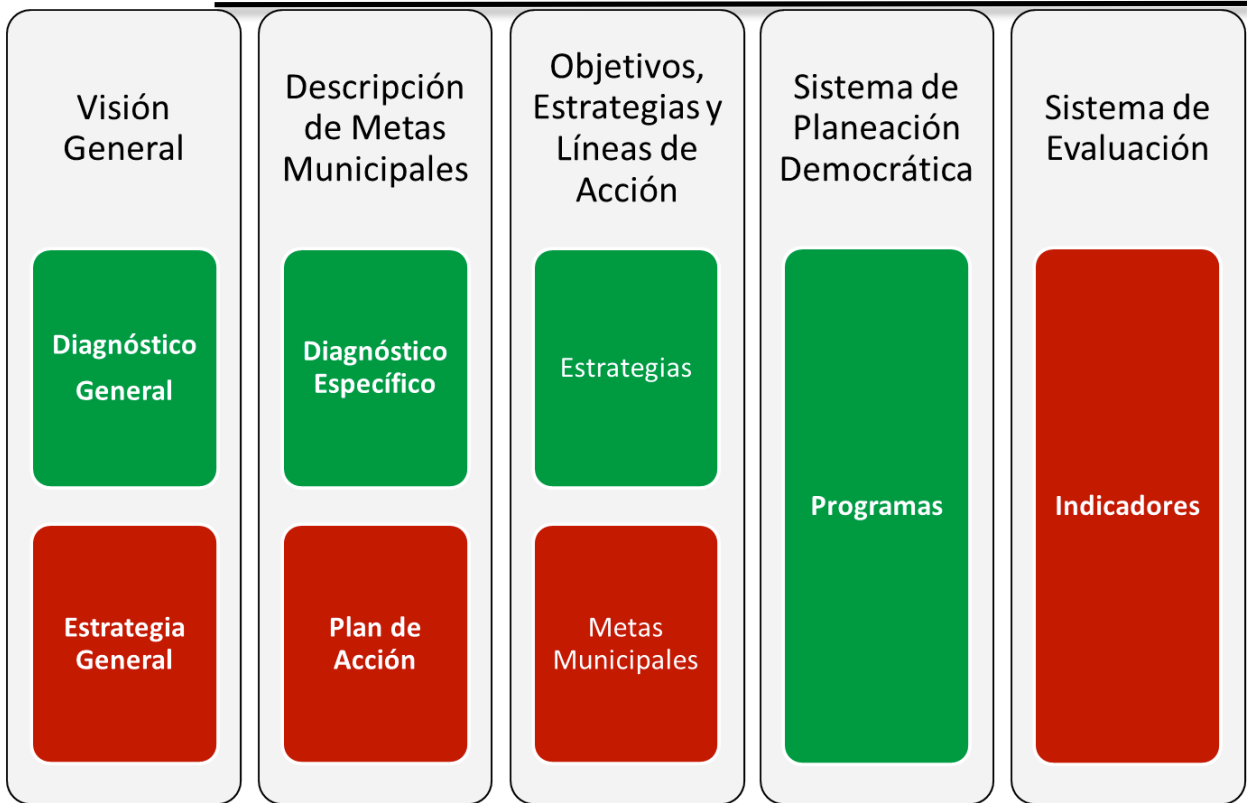 Visión
General
Diagnóstico
General
Estrategia
General
Descripción
de Metas
Municipales
Diagnóstico
Específico
Plan de
Acción
Objetivos,
Estrategias y
Líneas de
Acción
Estrategias
Metas
Municipales
Sistema de
Planeación
Democrática
Programas
Sistema de
Evaluación
Indicadores